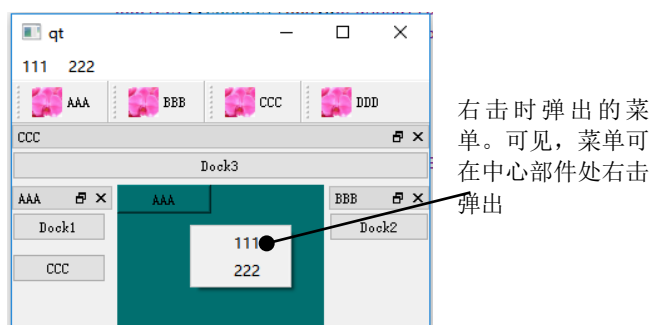 qt
111 222
AAA BBB CCC DDD
CCC
Dock3
AAA AAA BBB
Dock1 Dock2
CCC
111
222
右击时弹出的菜
单。可见，菜单可
在中心部件处右击
弹出